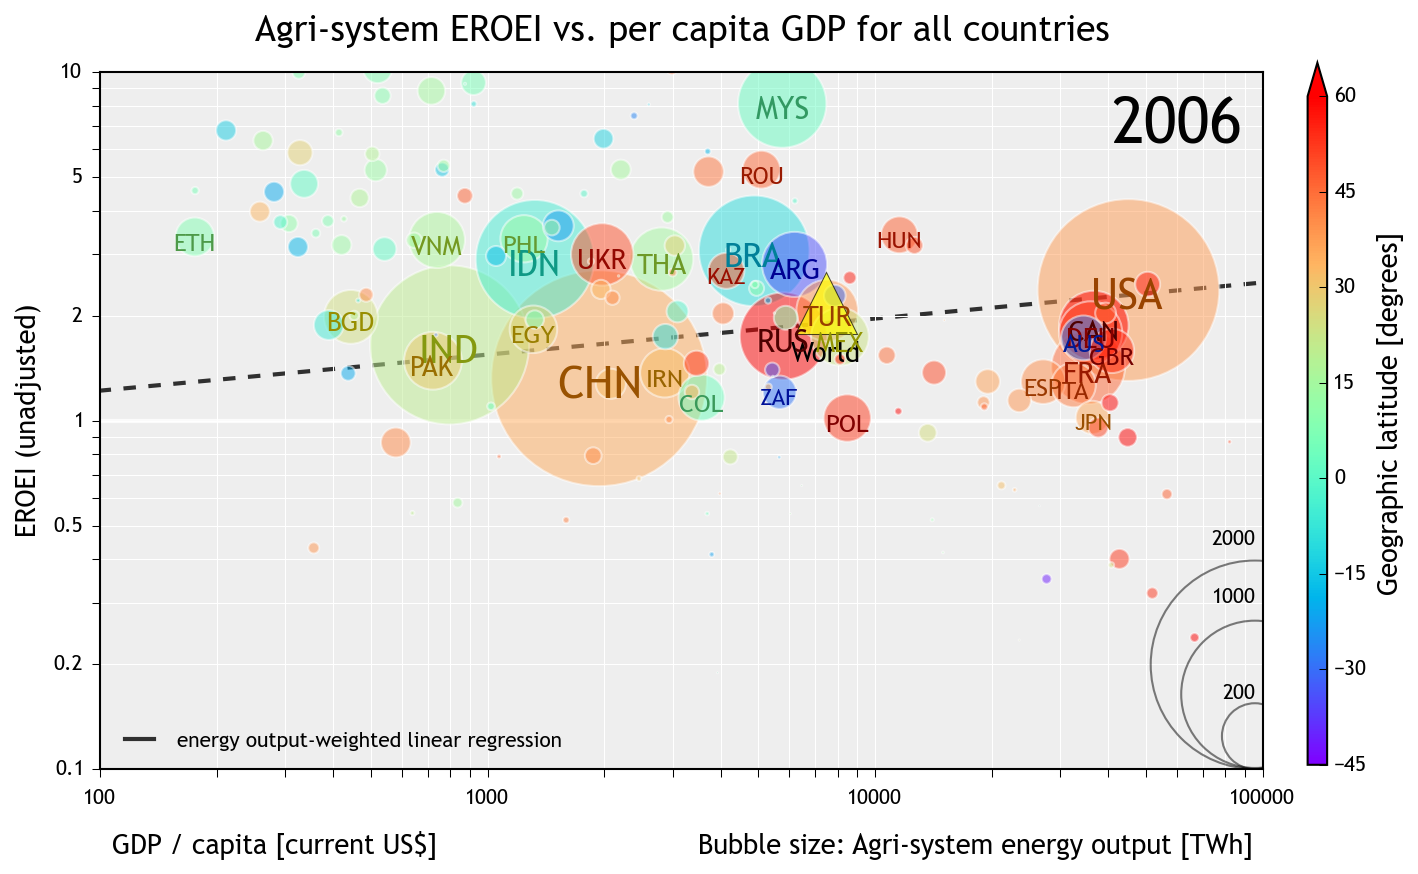 Agri-system EROEI vs. per capita GDP for all countries
2006
EROEI (unadjusted)
10
5
2
1
0.5
0.2
0.1
MYS
ROU
ETH
VNM
PHL
IDN
UKR
THA
KAZ
BRA
ARG
HUN
USA
BGD
IND
PAK
EGY
CHN
IRN
COL
RUS
TUR
MEX
World
ZAF
POL
CAN
AUS
GBR
FRA
ESP
ITA
JPN
2000
1000
200
energy output-weighted linear regression
100
1000
10000
100000
GDP / capita [current US$]
Bubble size: Agri-system energy output [TWh]
60
45
30
15
0
−15
−30
−45
Geographic latitude [degrees]